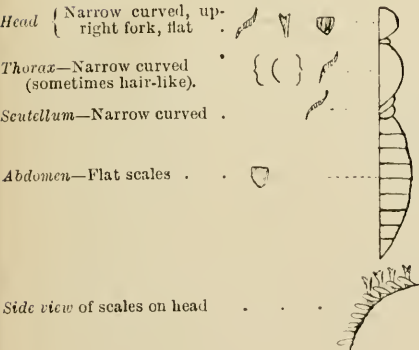 Head { Narrow curved, up-
right fork, flat .
Thorax—Narrow curved
(sometimes hair-like).
Scutellum—Narrow curved .
Abdomen—Flat scales . .
Side view of scales on head . . .